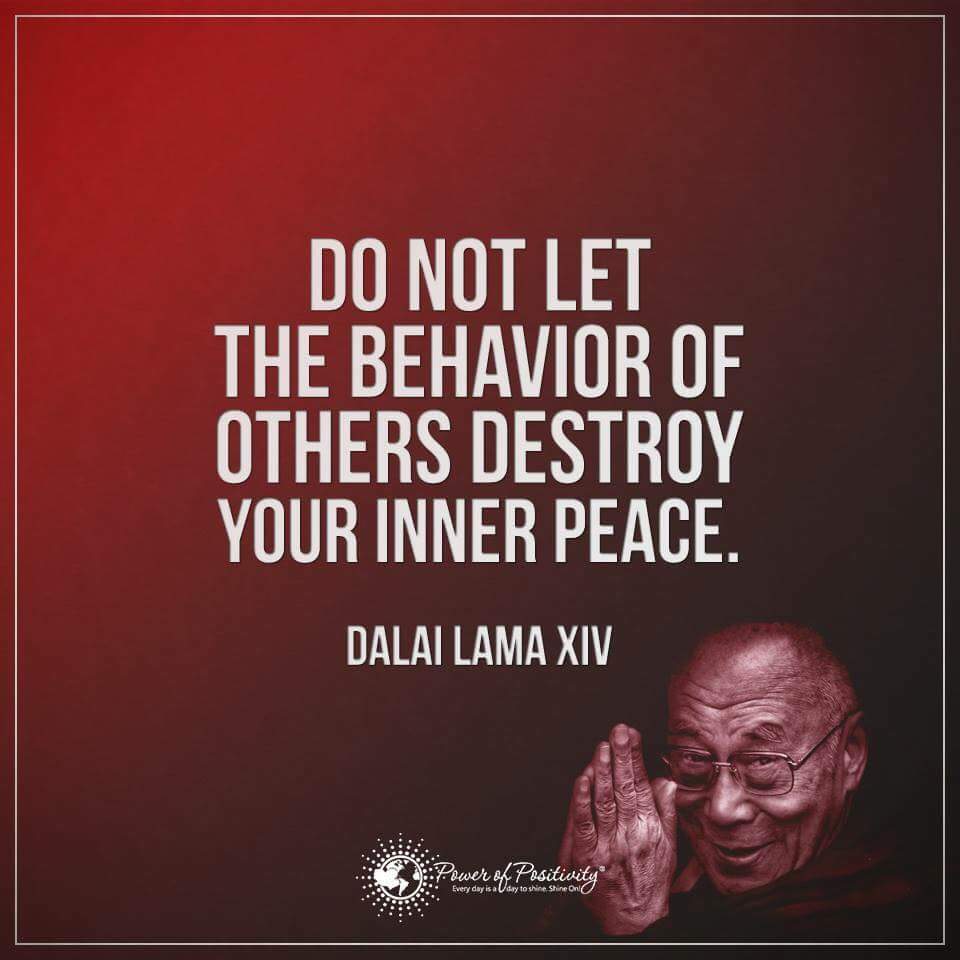 DO NOT LET
THE BEHAVIOR OF
OTHERS DESTROY
YOUR INNER PEACE.
DALAI LAMA XIV
Power of Positivity®
Every day is a day to shine. Shine On!